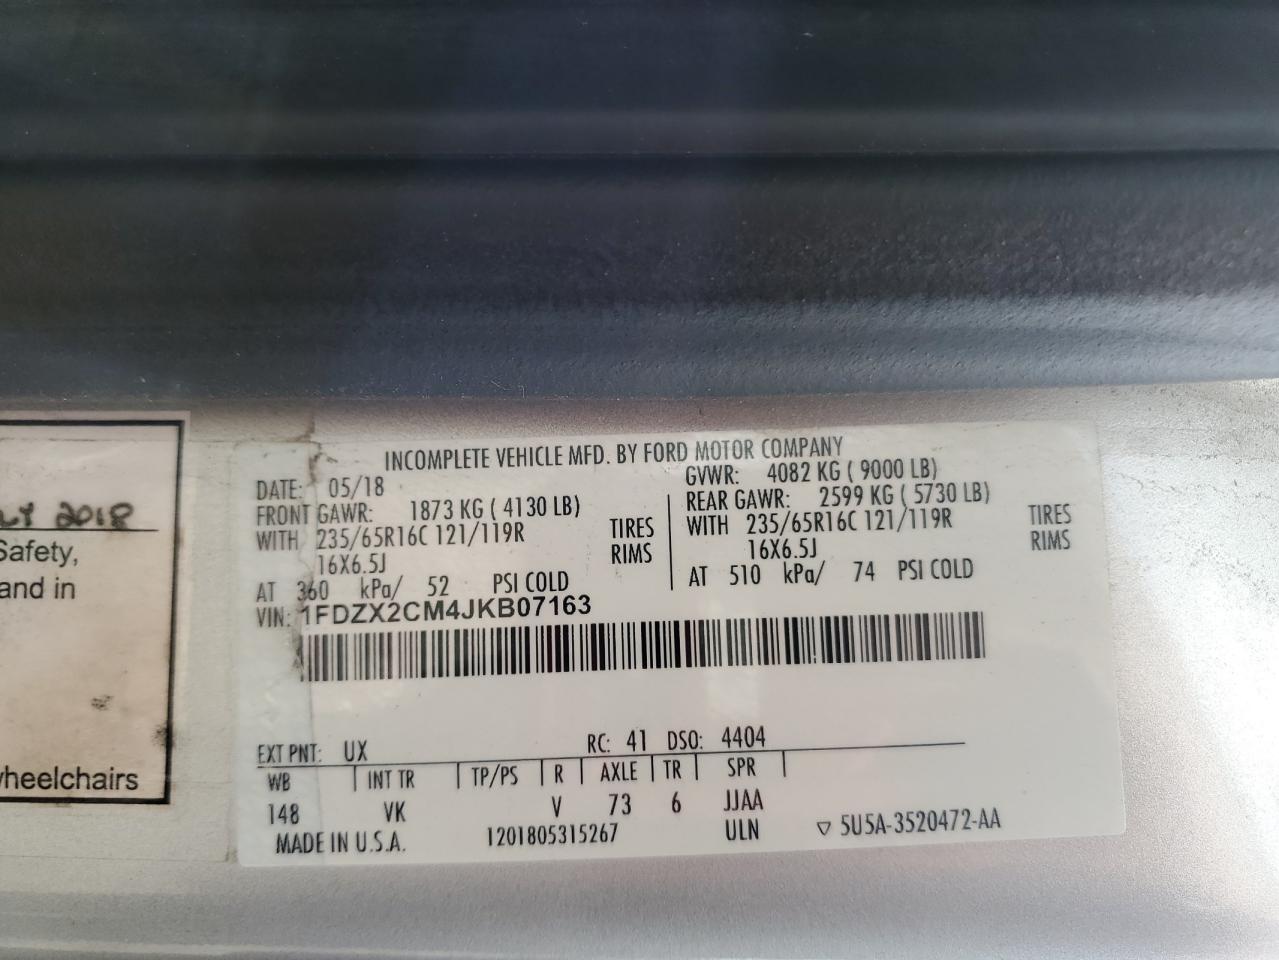 2018
Safety,
and in
wheelchairs
INCOMPLETE VEHICLE MFD. BY FORD MOTOR COMPANY
DATE: 05/18
GVWR: 4082 KG ( 9000 LB)
FRONT GAWR: 1873 KG ( 4130 LB)
REAR GAWR: 2599 KG ( 5730 LB)
WITH 235/65R16C 121/119R TIRES
WITH 235/65R16C 121/119R TIRES
16X6.5J RIMS
16X6.5J RIMS
AT 360 kPa/ 52 PSI COLD
AT 510 kPa/ 74 PSI COLD
VIN: 1FDZX2CM4JKB07163
EXT PNT: UX RC: 41 DSO: 4404
WB INT TR TP/PS R AXLE TR SPR
148 VK V 73 6 JJAA
MADE IN U.S.A. 1201805315267 ULN ▽ 5U5A-3520472-AA